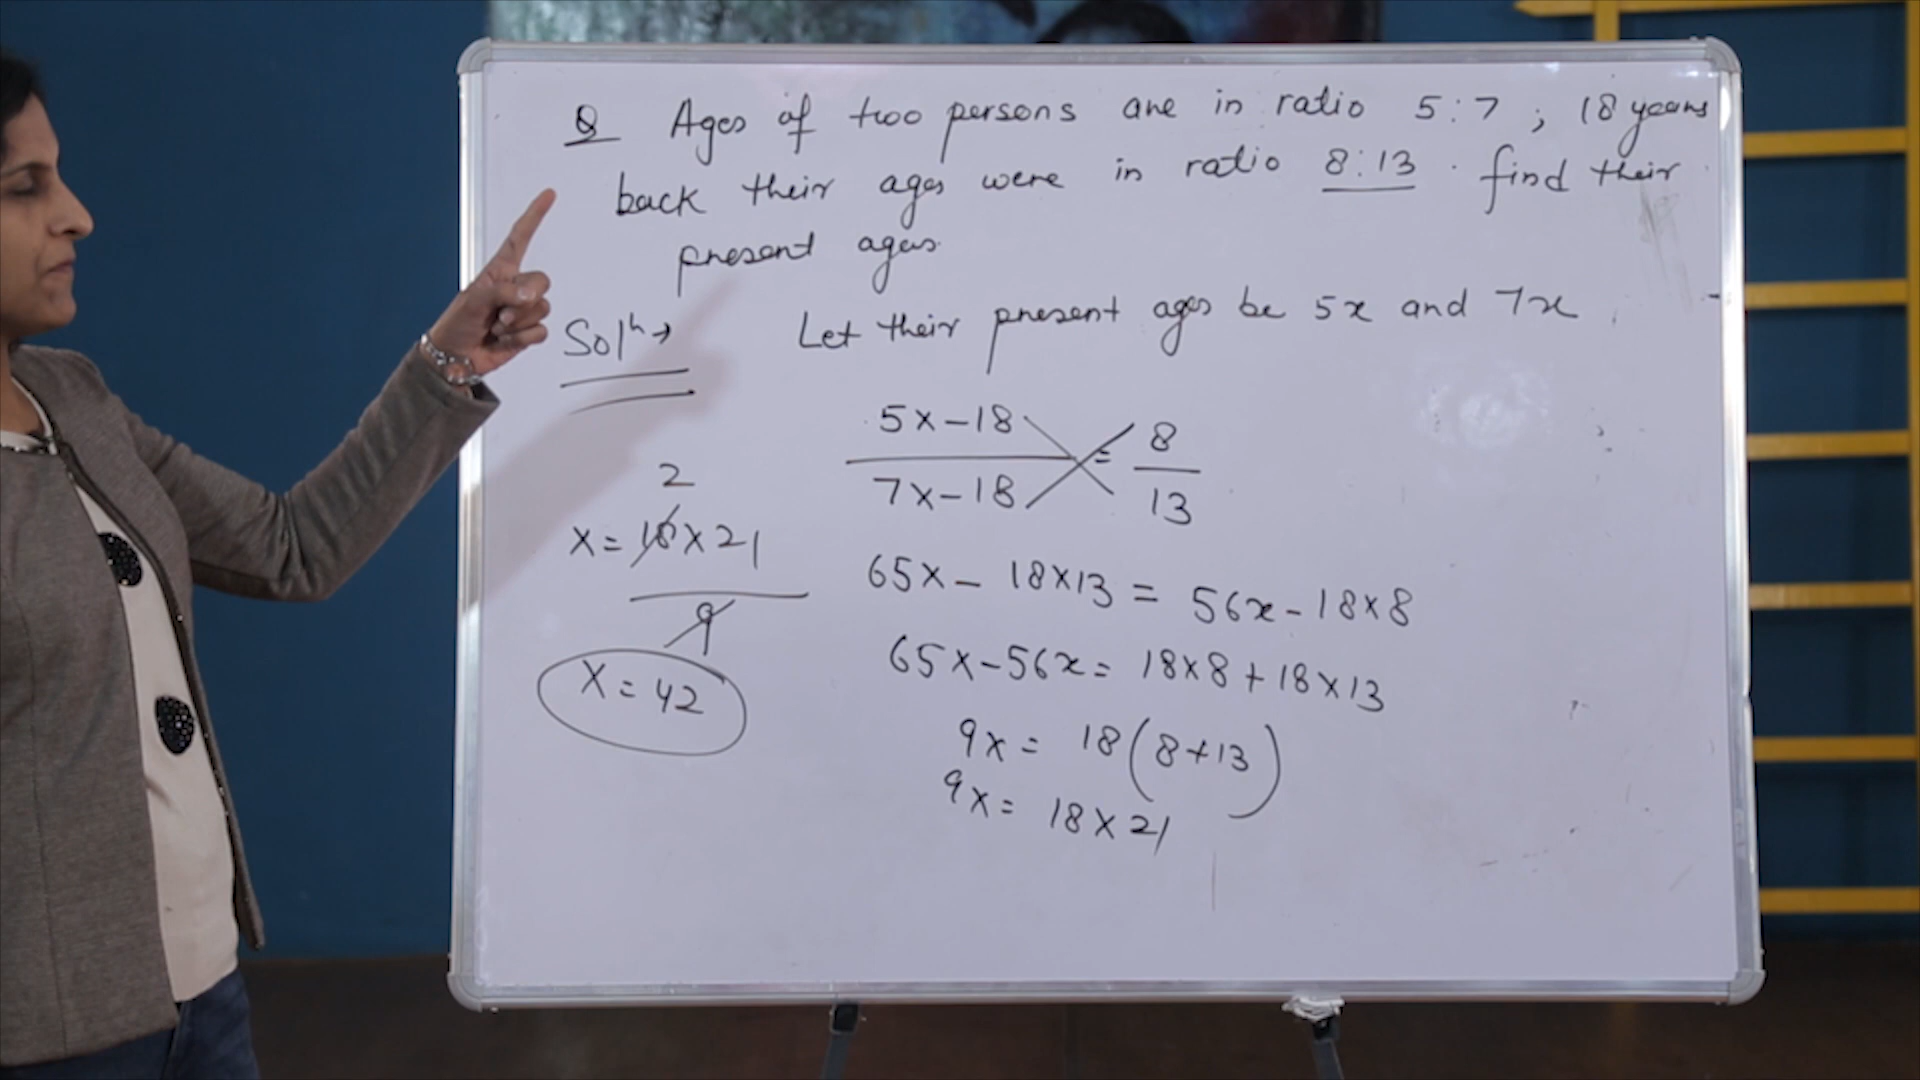 Q Ages of two persons are in ratio 5:7 ; 18 years
back their ages were in ratio 8:13 . find their
present ages.
Solⁿ→ Let their present ages be 5x and 7x
5x-18 / 7x-18 = 8 / 13
65x - 18×13 = 56x - 18×8
65x-56x = 18×8 + 18×13
9x = 18(8+13)
9x = 18×21
2
x = 18×21
9
x = 42